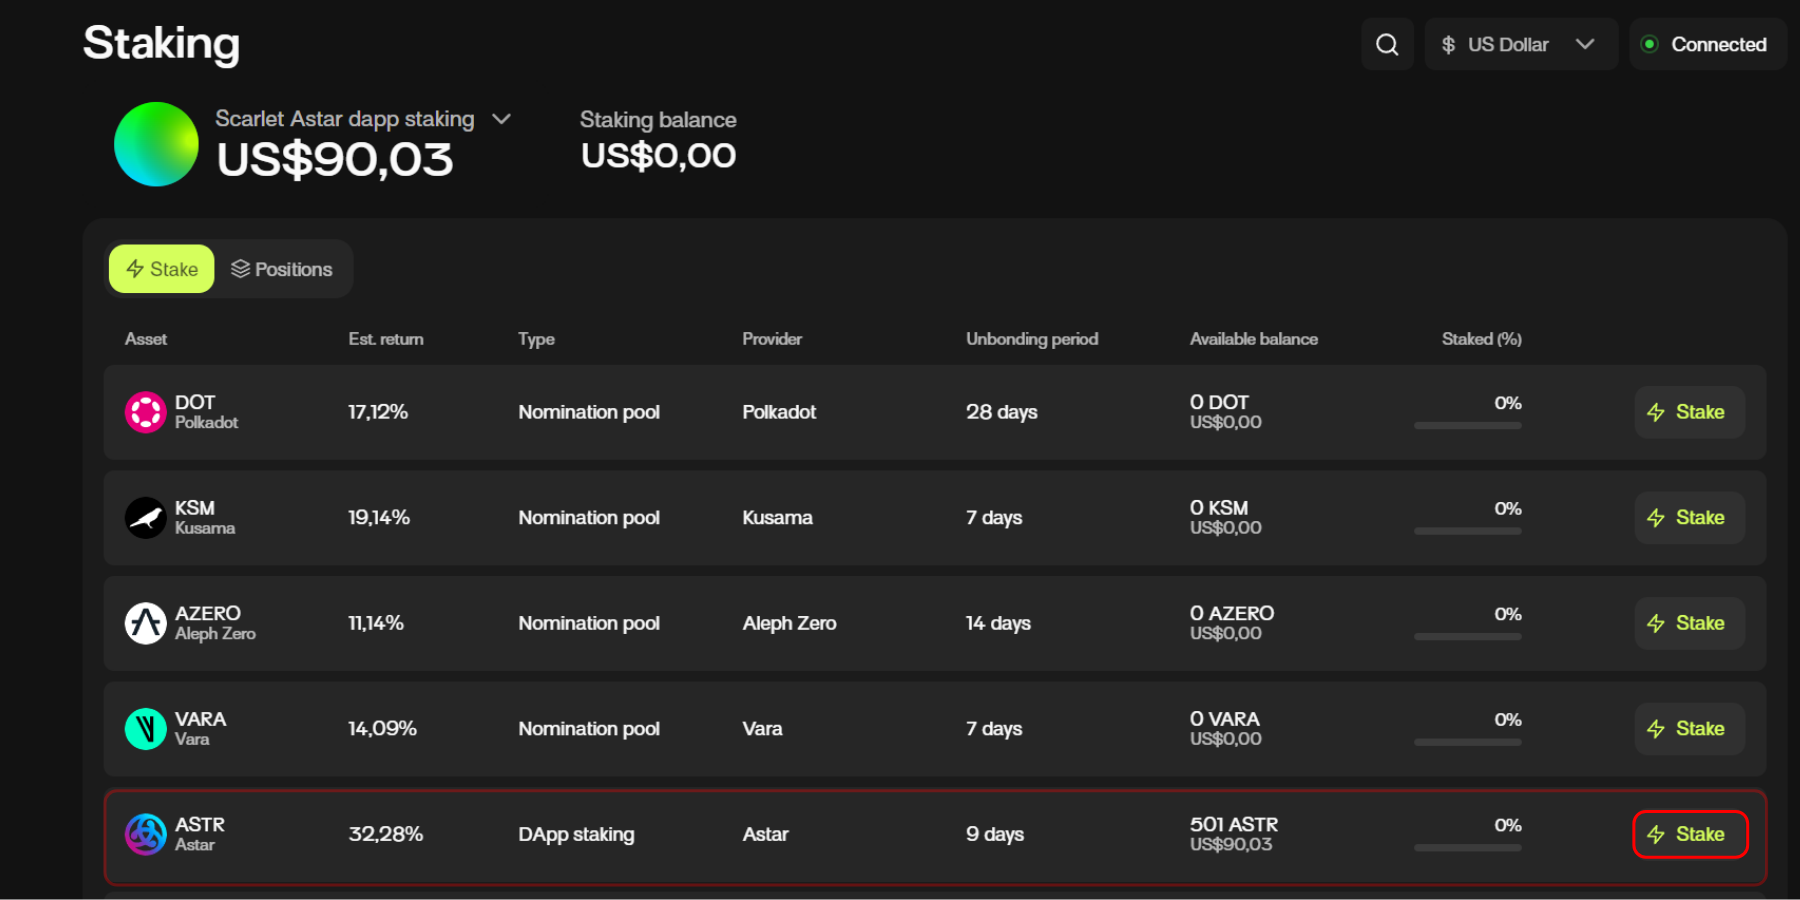 Staking
$ US Dollar
Connected
Scarlet Astar dapp staking
US$90,03
Staking balance
US$0,00
Stake
Positions
Asset Est. return Type Provider Unbonding period Available balance Staked (%)
DOT
Polkadot
17,12% Nomination pool Polkadot 28 days
0 DOT
US$0,00
0%
Stake
KSM
Kusama
19,14% Nomination pool Kusama 7 days
0 KSM
US$0,00
0%
Stake
AZERO
Aleph Zero
11,14% Nomination pool Aleph Zero 14 days
0 AZERO
US$0,00
0%
Stake
VARA
Vara
14,09% Nomination pool Vara 7 days
0 VARA
US$0,00
0%
Stake
ASTR
Astar
32,28% DApp staking Astar 9 days
501 ASTR
US$90,03
0%
Stake